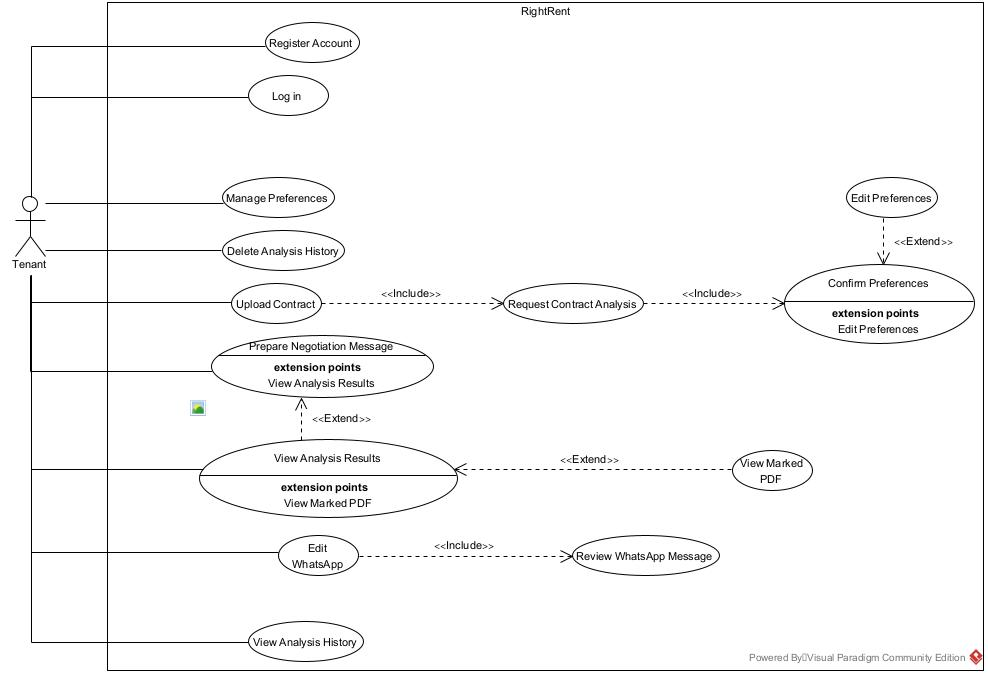 RightRent
Register Account
Log in
Manage Preferences
Edit Preferences
<<Extend>>
Delete Analysis History
Tenant
Confirm Preferences
extension points
Edit Preferences
Upload Contract
<<Include>>
Request Contract Analysis
<<Include>>
Prepare Negotiation Message
extension points
View Analysis Results
<<Extend>>
View Analysis Results
extension points
View Marked PDF
<<Extend>>
View Marked
PDF
Edit
WhatsApp
<<Include>>
Review WhatsApp Message
View Analysis History
Powered By Visual Paradigm Community Edition